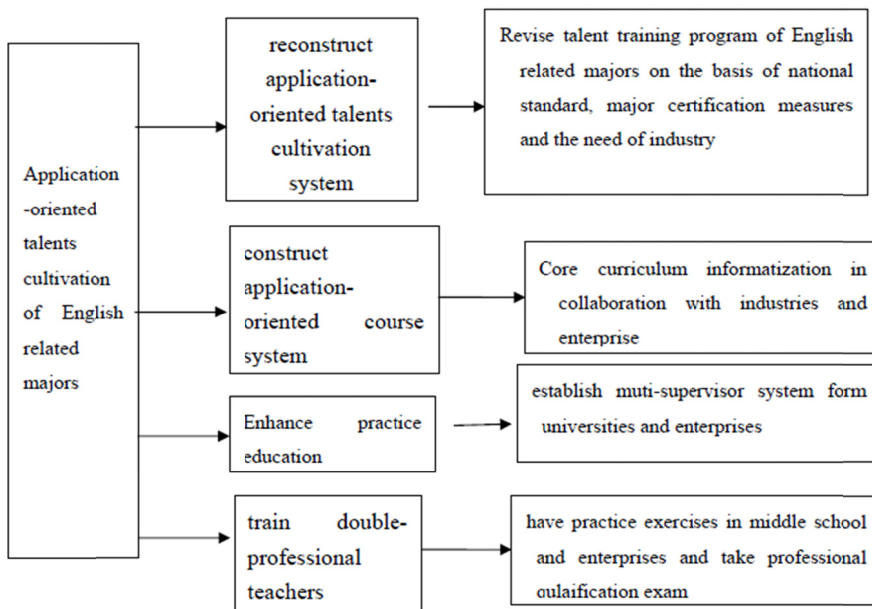 Application
-oriented
talents
cultivation
of English
related
majors
reconstruct
application-
oriented talents
cultivation
system
Revise talent training program of English
related majors on the basis of national
standard, major certification measures
and the need of industry
construct
application-
oriented course
system
Core curriculum informatization in
collaboration with industries and
enterprise
Enhance practice
education
establish muti-supervisor system form
universities and enterprises
train double-
professional
teachers
have practice exercises in middle school
and enterprises and take professional
qulaification exam